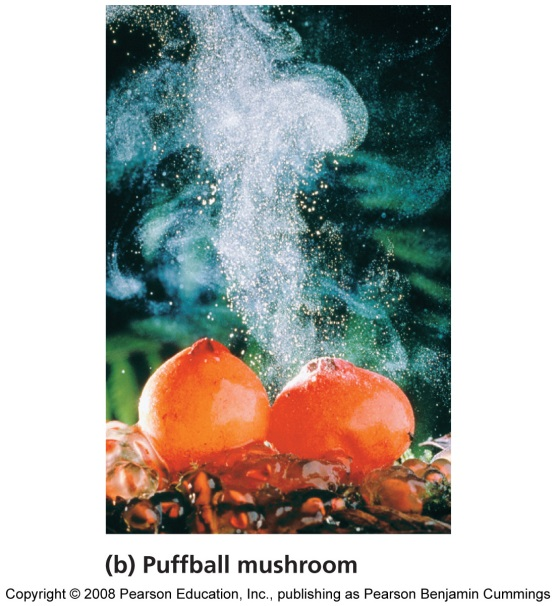 (b) Puffball mushroom
Copyright © 2008 Pearson Education, Inc., publishing as Pearson Benjamin Cummings